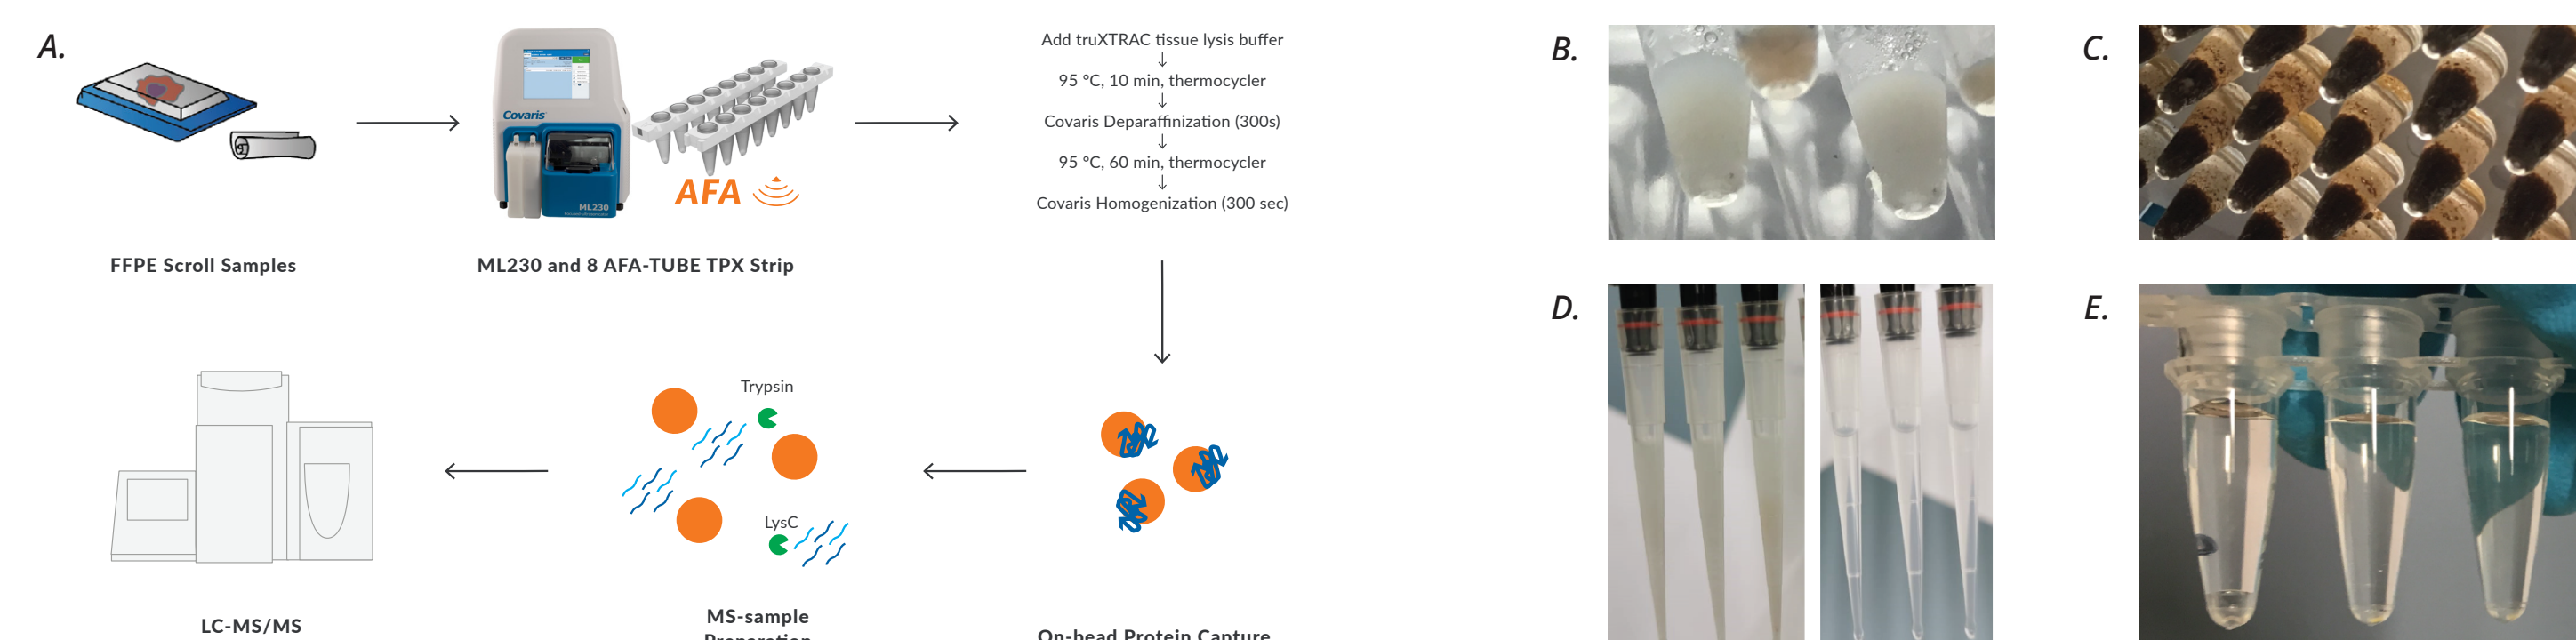 A.
Covaris
ML230
AFA
FFPE Scroll Samples
ML230 and 8 AFA-TUBE TPX Strip
Add truXTRAC tissue lysis buffer
↓
95 °C, 10 min, thermocycler
↓
Covaris Deparaffinization (300s)
↓
95 °C, 60 min, thermocycler
↓
Covaris Homogenization (300 sec)
Trypsin
LysC
LC-MS/MS
MS-sample
Preparation
On-bead Protein Capture
B.
C.
D.
E.